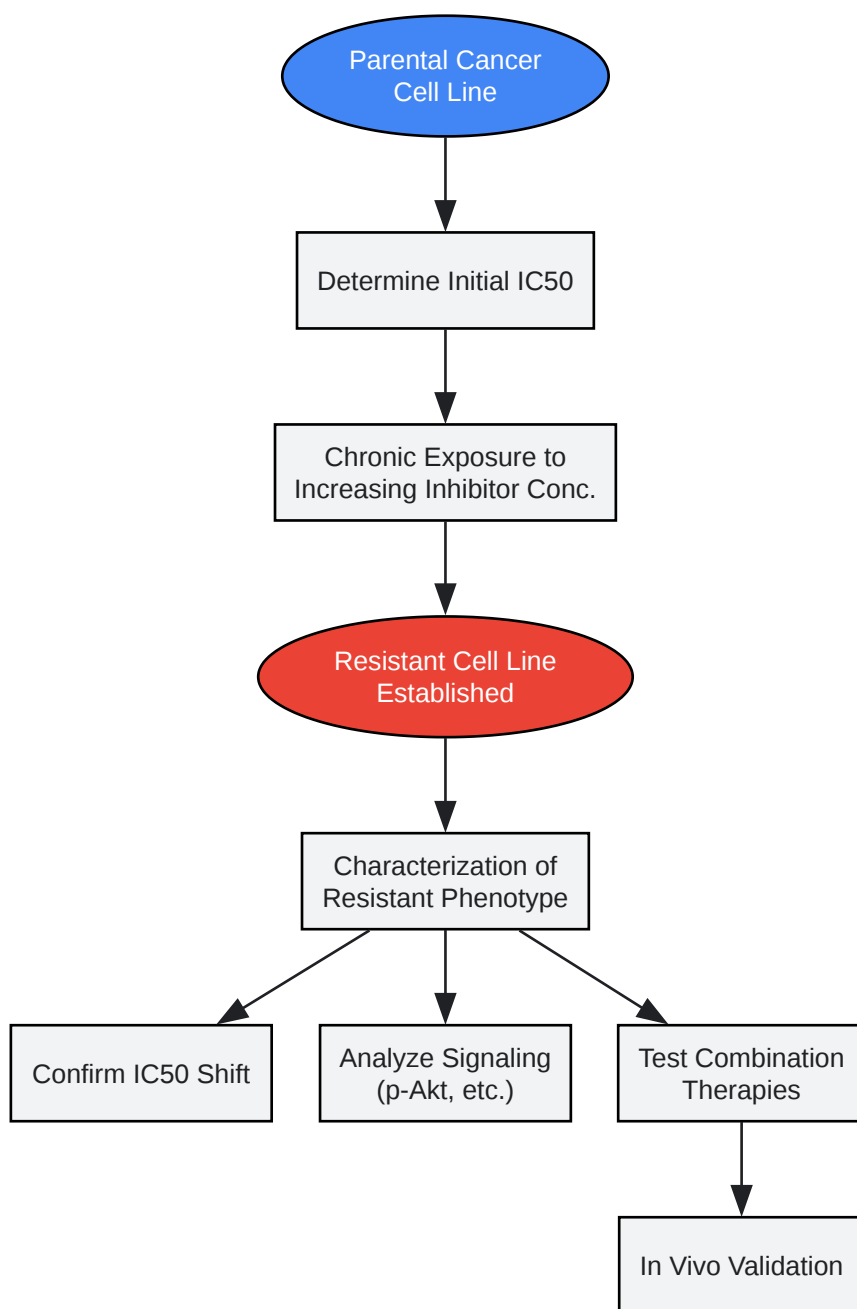 Parental Cancer
Cell Line
Determine Initial IC50
Chronic Exposure to
Increasing Inhibitor Conc.
Resistant Cell Line
Established
Characterization of
Resistant Phenotype
Confirm IC50 Shift
Analyze Signaling
(p-Akt, etc.)
Test Combination
Therapies
In Vivo Validation